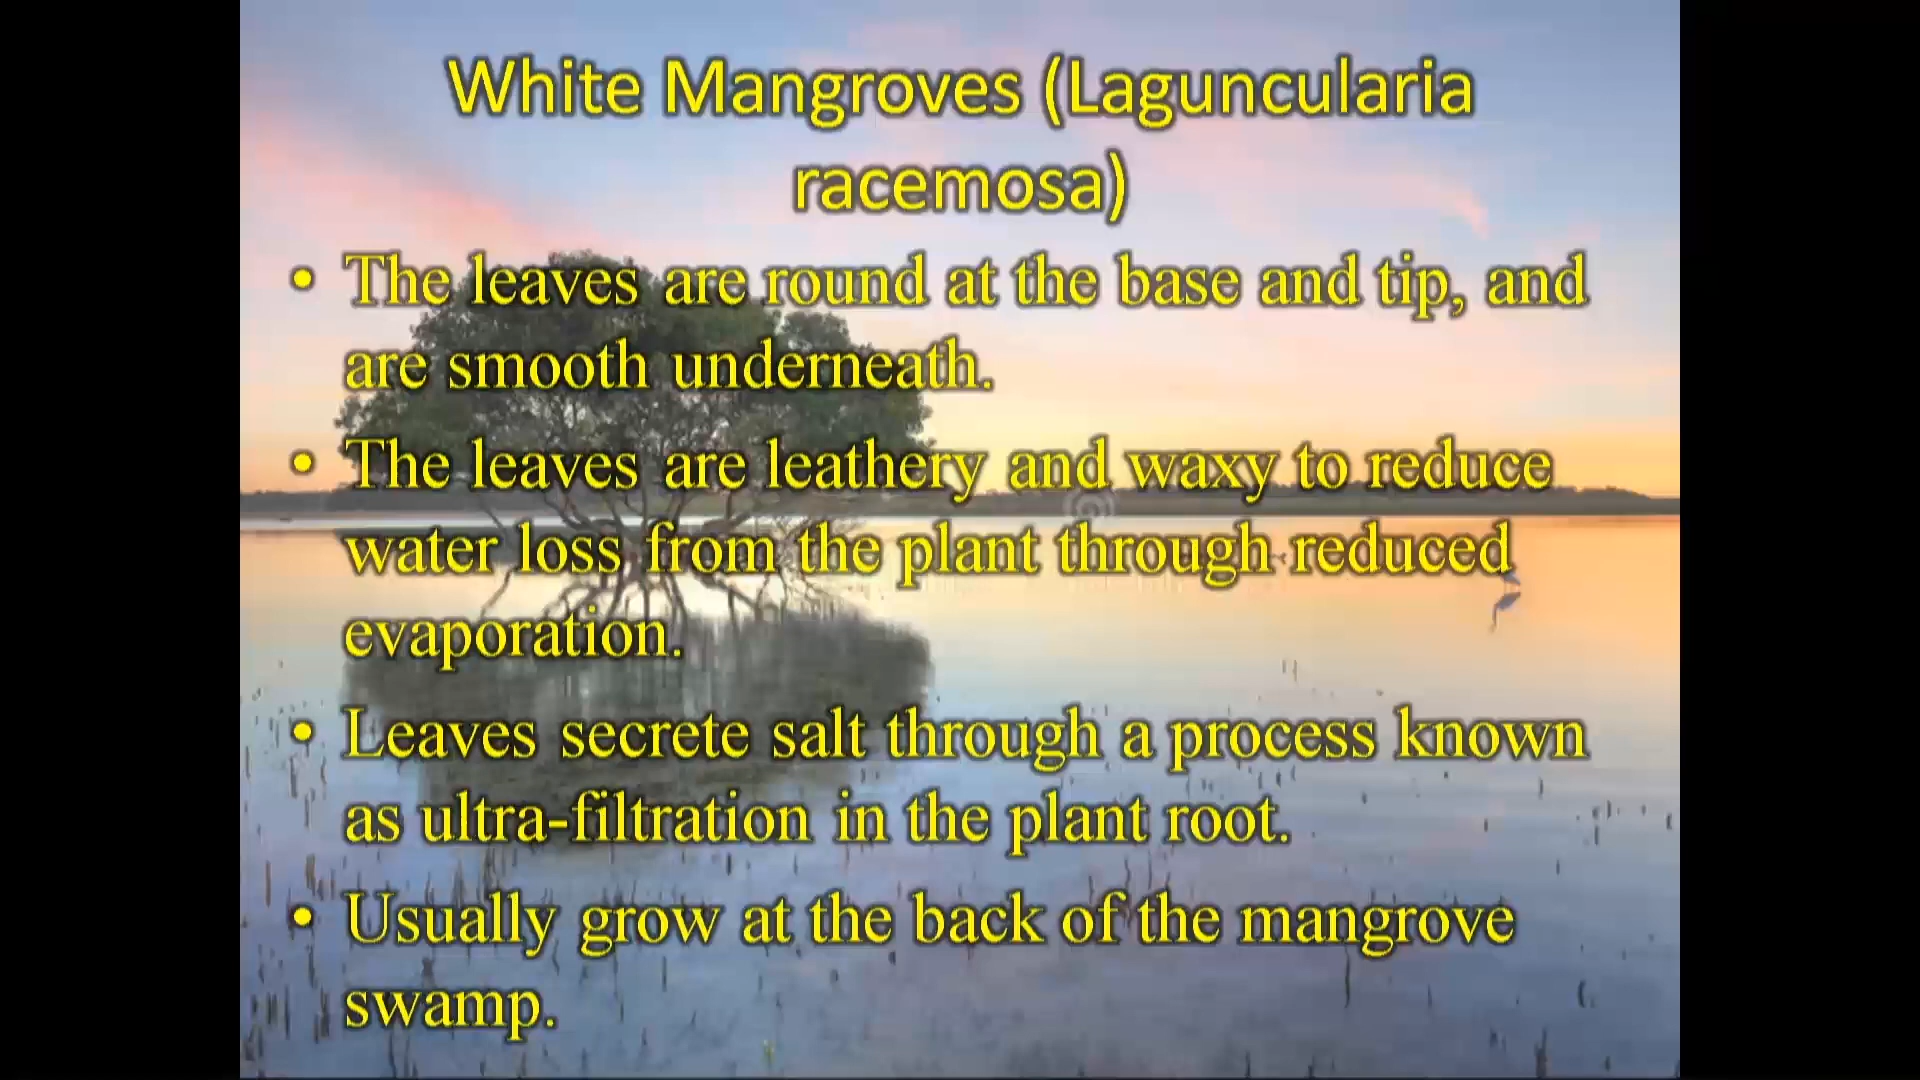 White Mangroves (Laguncularia
racemosa)
• The leaves are round at the base and tip, and
are smooth underneath.
• The leaves are leathery and waxy to reduce
water loss from the plant through reduced
evaporation.
• Leaves secrete salt through a process known
as ultra-filtration in the plant root.
• Usually grow at the back of the mangrove
swamp.